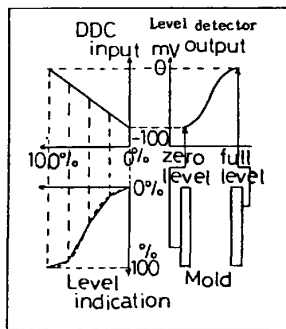 DDC
input
Level detector
mv output
0
-100
100%
0%
zero
level
full
level
0%
%
100
Level
indication
Mold